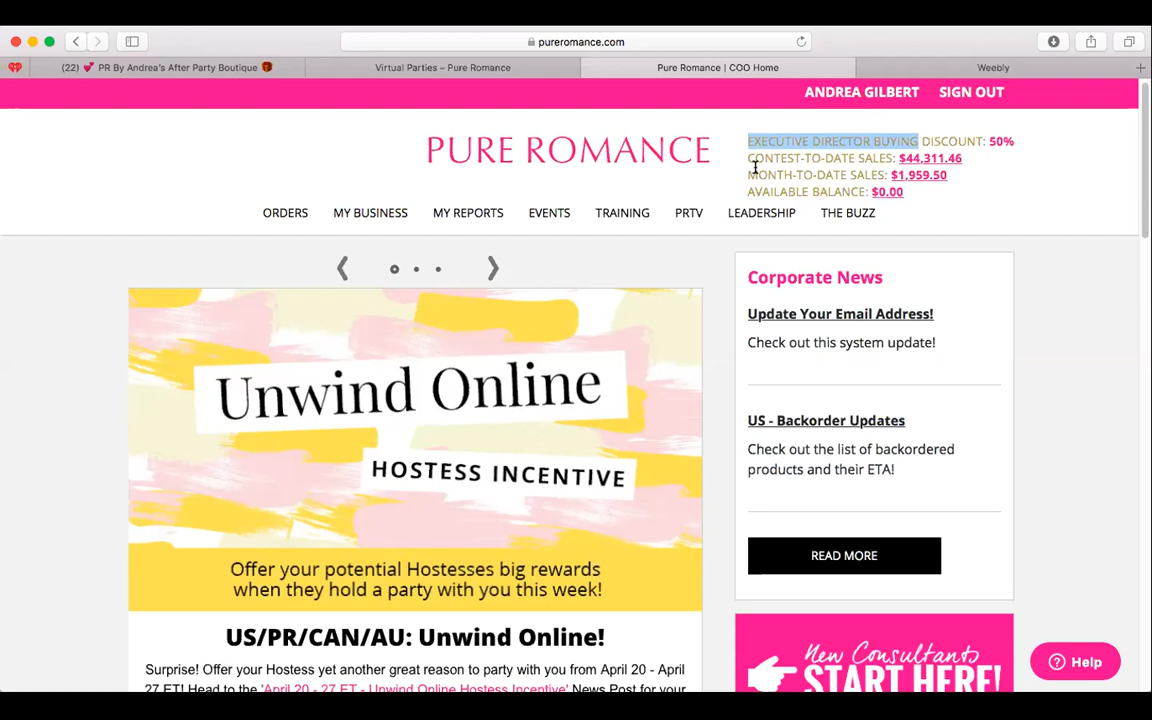 pureromance.com
(22) 💕 PR By Andrea's After Party Boutique 🎁
Virtual Parties – Pure Romance
Pure Romance | COO Home
Weebly
ANDREA GILBERT SIGN OUT
PURE ROMANCE
EXECUTIVE DIRECTOR BUYING DISCOUNT: 50%
CONTEST-TO-DATE SALES: $44,311.46
MONTH-TO-DATE SALES: $1,959.50
AVAILABLE BALANCE: $0.00
ORDERS MY BUSINESS MY REPORTS EVENTS TRAINING PRTV LEADERSHIP THE BUZZ
Unwind Online
HOSTESS INCENTIVE
Offer your potential Hostesses big rewards
when they hold a party with you this week!
US/PR/CAN/AU: Unwind Online!
Surprise! Offer your Hostess yet another great reason to party with you from April 20 - April
27 ET! Head to the 'April 20 - 27 ET - Unwind Online Hostess Incentive' News Post for your
Corporate News
Update Your Email Address!
Check out this system update!
US - Backorder Updates
Check out the list of backordered
products and their ETA!
READ MORE
New Consultants
START HERE!
Help